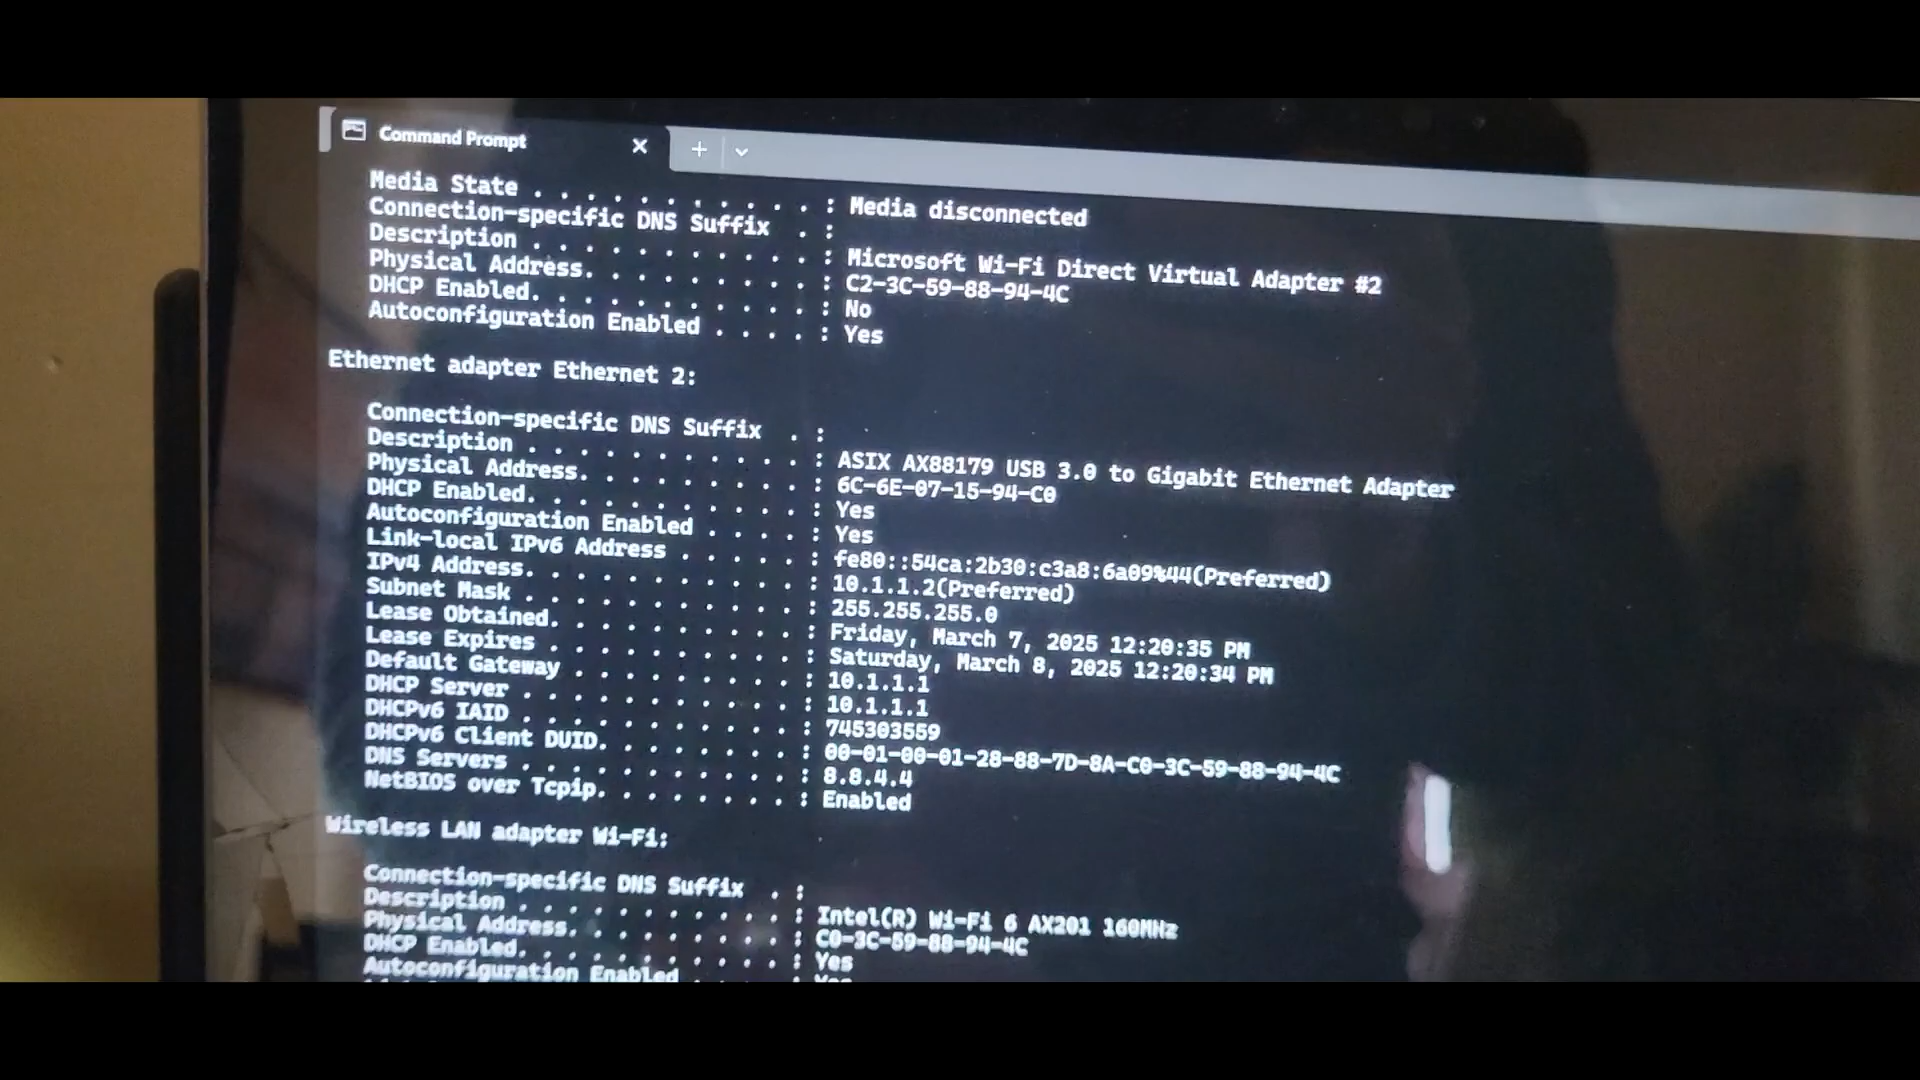 Command Prompt
Media State . . . . . . . . . . . : Media disconnected
Connection-specific DNS Suffix . :
Description . . . . . . . . . . . : Microsoft Wi-Fi Direct Virtual Adapter #2
Physical Address. . . . . . . . . : C2-3C-59-88-94-4C
DHCP Enabled. . . . . . . . . . . : No
Autoconfiguration Enabled . . . . : Yes
Ethernet adapter Ethernet 2:
Connection-specific DNS Suffix . :
Description . . . . . . . . . . . : ASIX AX88179 USB 3.0 to Gigabit Ethernet Adapter
Physical Address. . . . . . . . . : 6C-6E-07-15-94-C0
DHCP Enabled. . . . . . . . . . . : Yes
Autoconfiguration Enabled . . . . : Yes
Link-local IPv6 Address . . . . . : fe80::54ca:2b30:c3a8:6a09%44(Preferred)
IPv4 Address. . . . . . . . . . . : 10.1.1.2(Preferred)
Subnet Mask . . . . . . . . . . . : 255.255.255.0
Lease Obtained. . . . . . . . . . : Friday, March 7, 2025 12:20:35 PM
Lease Expires . . . . . . . . . . : Saturday, March 8, 2025 12:20:34 PM
Default Gateway . . . . . . . . . : 10.1.1.1
DHCP Server . . . . . . . . . . . : 10.1.1.1
DHCPv6 IAID . . . . . . . . . . . : 745303559
DHCPv6 Client DUID. . . . . . . . : 00-01-00-01-28-88-7D-8A-C0-3C-59-88-94-4C
DNS Servers . . . . . . . . . . . : 8.8.4.4
NetBIOS over Tcpip. . . . . . . . : Enabled
Wireless LAN adapter Wi-Fi:
Connection-specific DNS Suffix . :
Description . . . . . . . . . . . : Intel(R) Wi-Fi 6 AX201 160MHz
Physical Address. . . . . . . . . : C0-3C-59-88-94-4C
DHCP Enabled. . . . . . . . . . . : Yes
Autoconfiguration Enabled . . . . : Yes